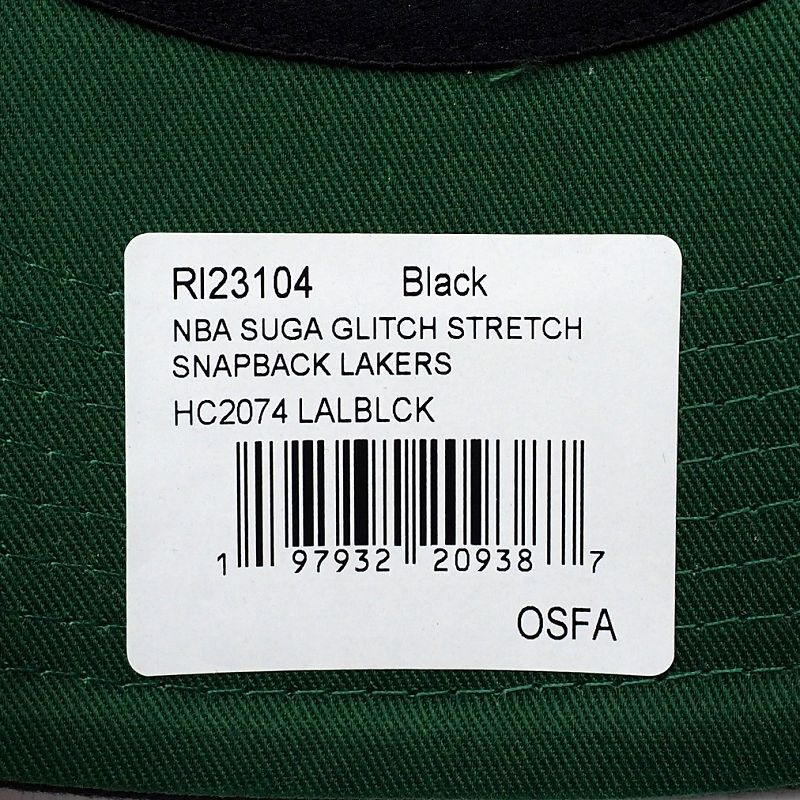 RI23104 Black
NBA SUGA GLITCH STRETCH
SNAPBACK LAKERS
HC2074 LALBLCK
1 97932 20938 7
OSFA